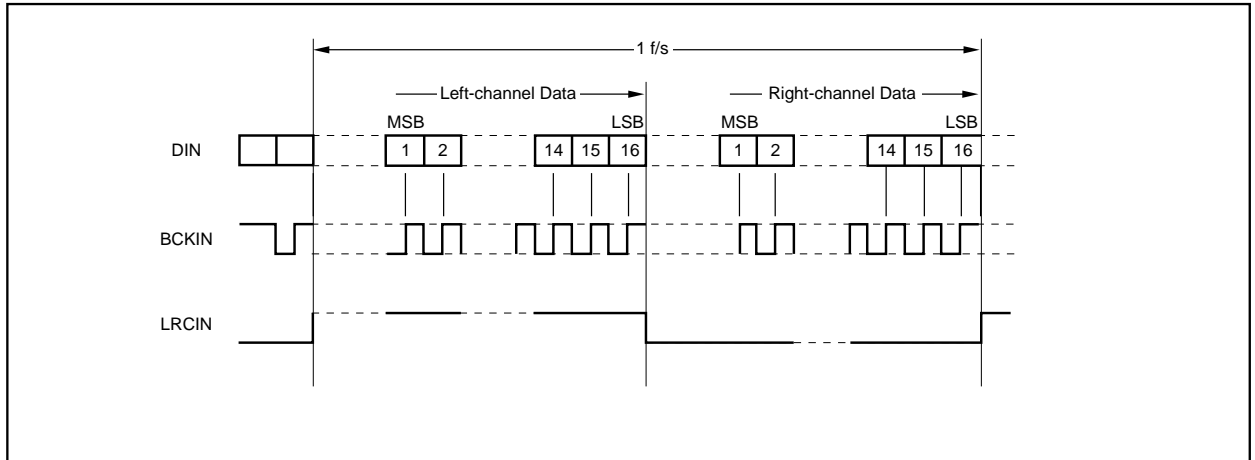 1 f/s
Left-channel Data
Right-channel Data
MSB LSB MSB LSB
DIN 1 2 14 15 16 1 2 14 15 16
BCKIN
LRCIN